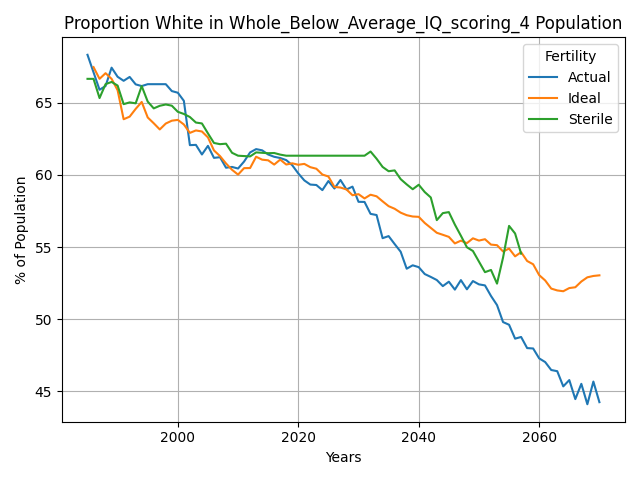 Proportion White in Whole_Below_Average_IQ_scoring_4 Population
Fertility
Actual
Ideal
Sterile
65
60
55
50
45
% of Population
2000
2020
2040
2060
Years